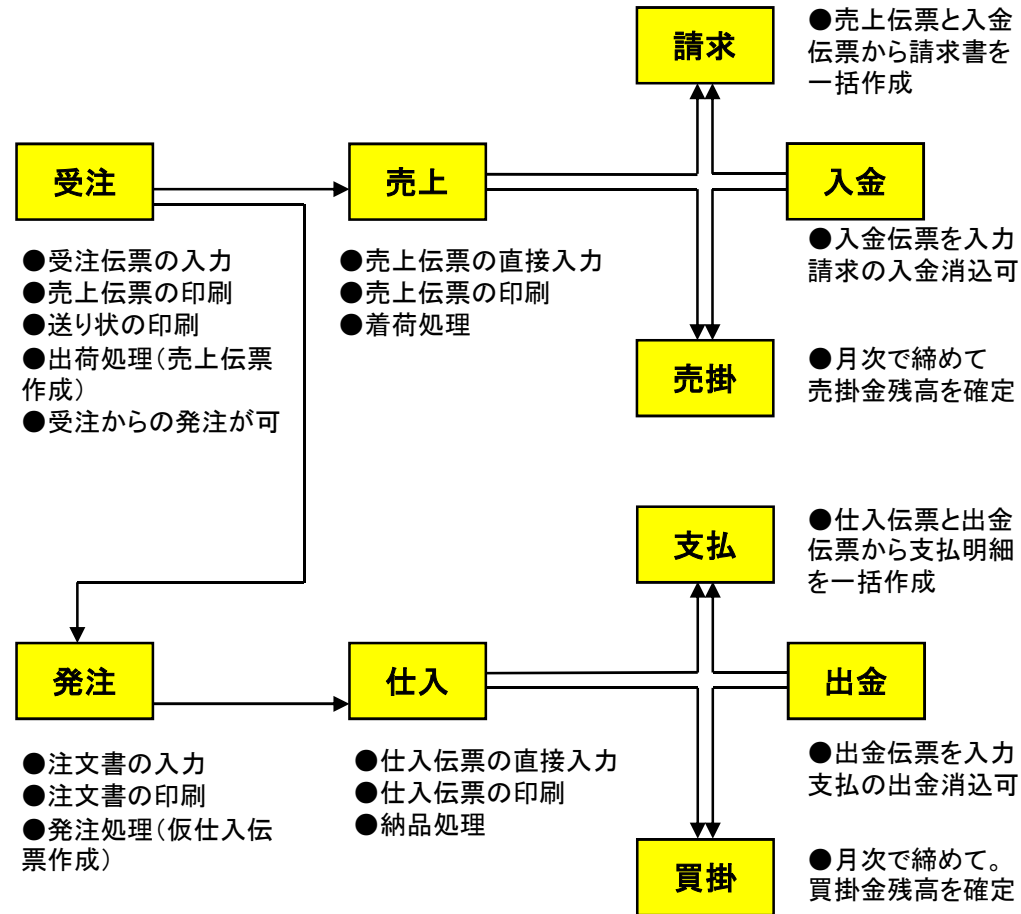 請求
●売上伝票と入金
伝票から請求書を
一括作成
受注
売上
入金
●受注伝票の入力
●売上伝票の印刷
●送り状の印刷
●出荷処理（売上伝票
作成）
●受注からの発注が可
●売上伝票の直接入力
●売上伝票の印刷
●着荷処理
●入金伝票を入力
請求の入金消込可
売掛
●月次で締めて
売掛金残高を確定
支払
●仕入伝票と出金
伝票から支払明細
を一括作成
発注
仕入
出金
●注文書の入力
●注文書の印刷
●発注処理（仮仕入伝
票作成）
●仕入伝票の直接入力
●仕入伝票の印刷
●納品処理
●出金伝票を入力
支払の出金消込可
買掛
●月次で締めて。
買掛金残高を確定